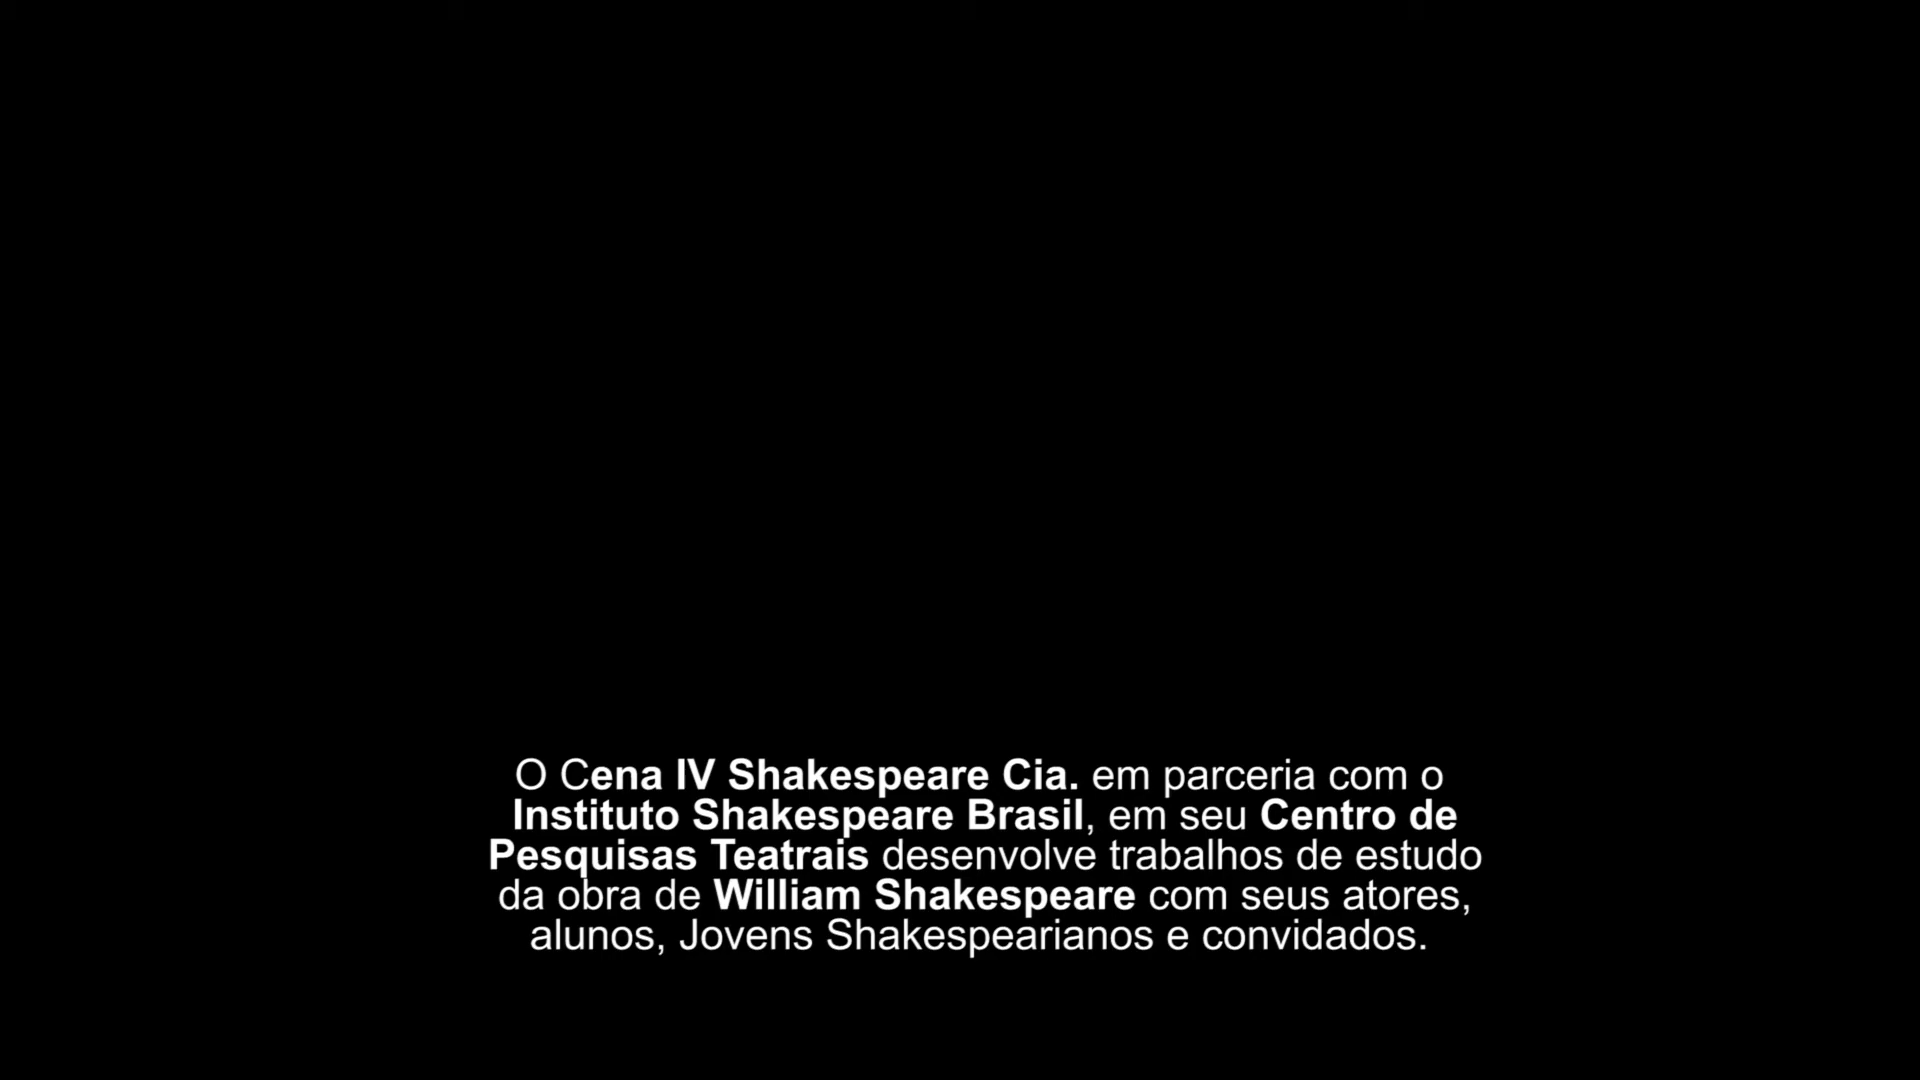 O Cena IV Shakespeare Cia. em parceria com o
Instituto Shakespeare Brasil, em seu Centro de
Pesquisas Teatrais desenvolve trabalhos de estudo
da obra de William Shakespeare com seus atores,
alunos, Jovens Shakespearianos e convidados.